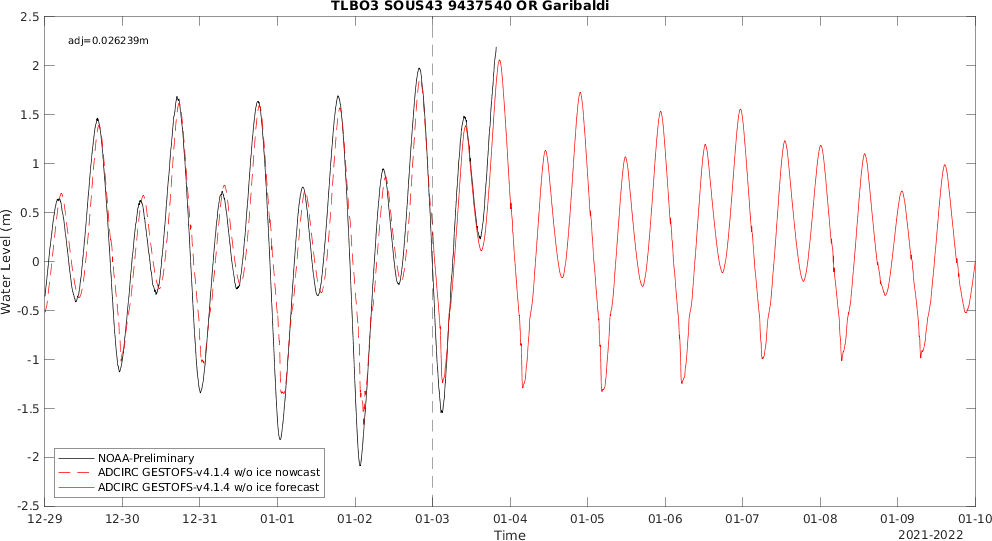 TLBO3 SOUS43 9437540 OR Garibaldi
adj=0.026239m
2.5
2
1.5
1
0.5
0
-0.5
-1
-1.5
-2
-2.5
Water Level (m)
NOAA-Preliminary
ADCIRC GESTOFS-v4.1.4 w/o ice nowcast
ADCIRC GESTOFS-v4.1.4 w/o ice forecast
12-29 12-30 12-31 01-01 01-02 01-03 01-04 01-05 01-06 01-07 01-08 01-09 01-10
Time
2021-2022